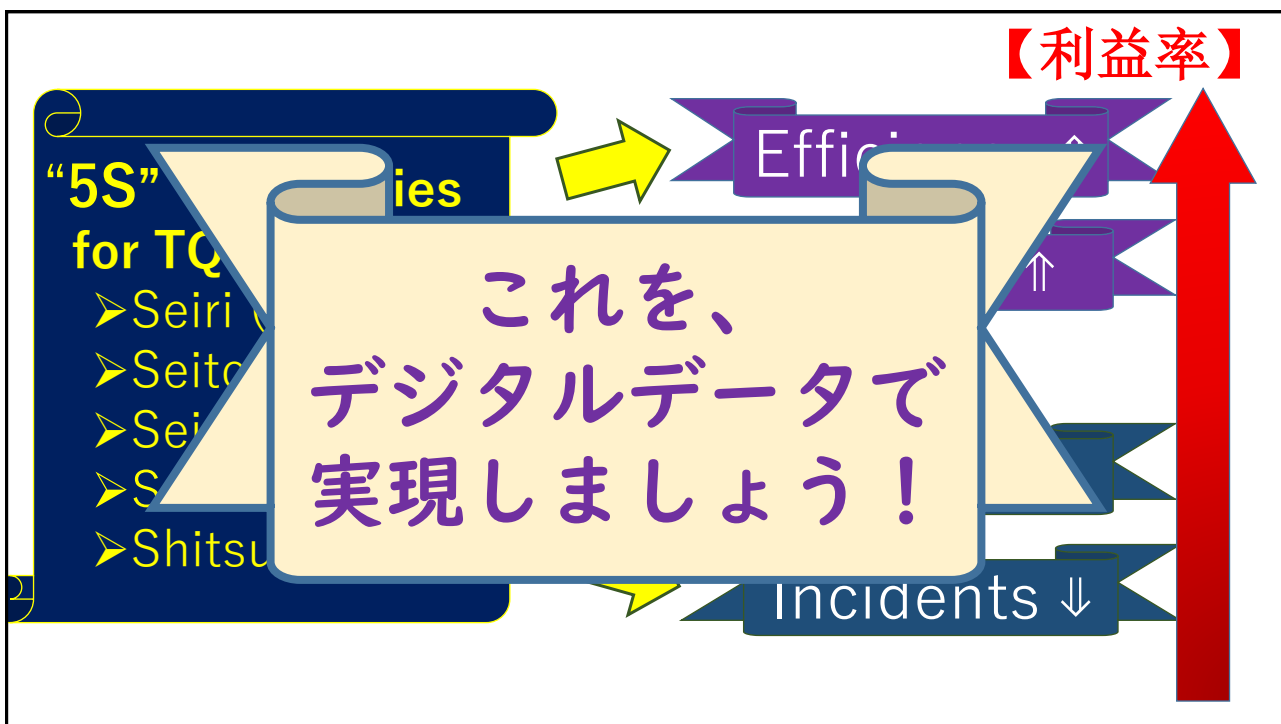 【利益率】
“5S” ies
for TQ
➤Seiri (
➤Seito
➤Sei
➤S
➤Shitsu
⇑
⇑
Incidents ⇓
これを、
デジタルデータで
実現しましょう！